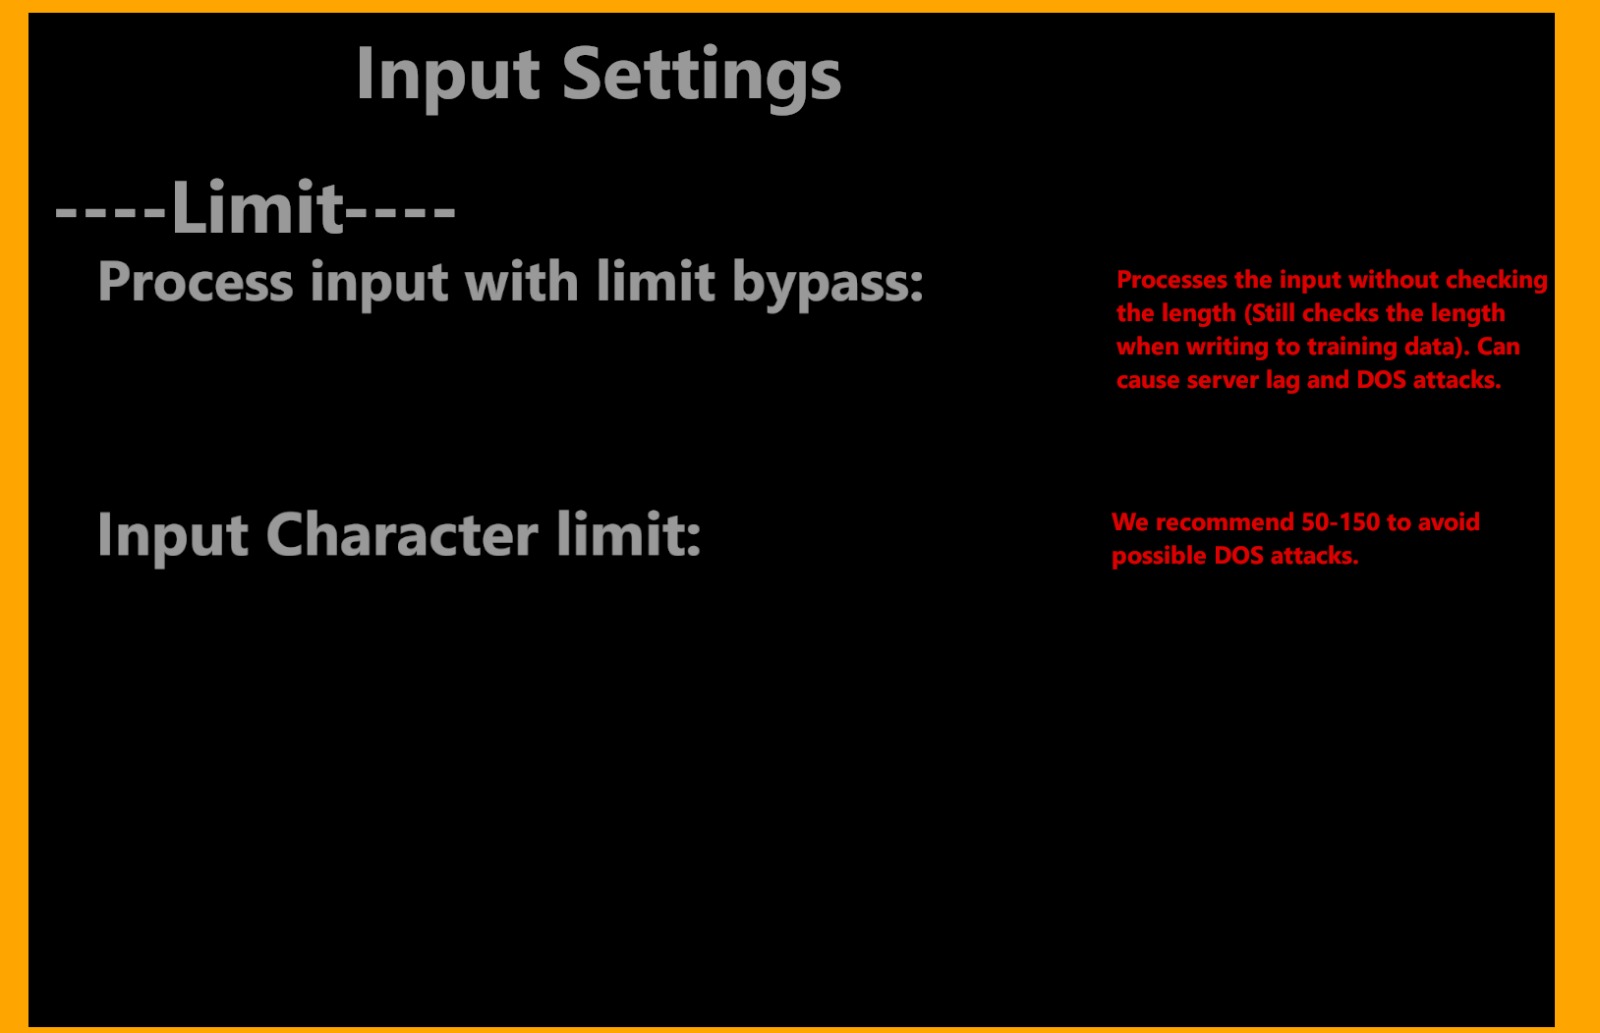 Input Settings
----Limit----
Process input with limit bypass:
Processes the input without checking
the length (Still checks the length
when writing to training data). Can
cause server lag and DOS attacks.
Input Character limit:
We recommend 50-150 to avoid
possible DOS attacks.